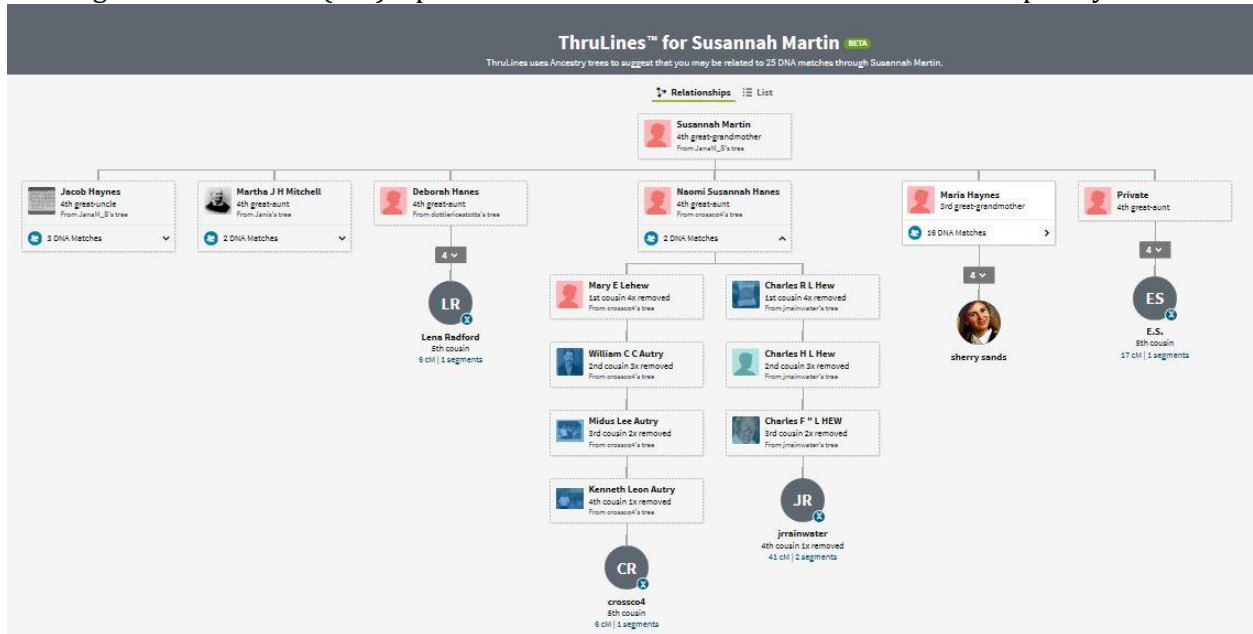 ThruLines™ for Susannah Martin BETA
ThruLines uses Ancestry trees to suggest that you may be related to 25 DNA matches through Susannah Martin.
Relationships List
Susannah Martin
4th great-grandmother
From JanaM_S's tree
Jacob Haynes
4th great-uncle
From JanaM_S's tree
3 DNA Matches
Martha J H Mitchell
4th great-aunt
From Janis's tree
2 DNA Matches
Deborah Hanes
4th great-aunt
From dottiericestotts's tree
4
LR
Lena Radford
5th cousin
6 cM | 1 segments
Naomi Susannah Hanes
4th great-aunt
From crossco4's tree
2 DNA Matches
Mary E Lehew
1st cousin 4x removed
From crossco4's tree
William C C Autry
2nd cousin 3x removed
From crossco4's tree
Midus Lee Autry
3rd cousin 2x removed
From crossco4's tree
Kenneth Leon Autry
4th cousin 1x removed
From crossco4's tree
CR
crossco4
5th cousin
6 cM | 1 segments
Charles R L Hew
1st cousin 4x removed
From jrrainwater's tree
Charles H L Hew
2nd cousin 3x removed
From jrrainwater's tree
Charles F " L HEW
3rd cousin 2x removed
From jrrainwater's tree
JR
jrrainwater
4th cousin 1x removed
41 cM | 2 segments
Maria Haynes
3rd great-grandmother
16 DNA Matches
4
sherry sands
Private
4th great-aunt
4
ES
E.S.
5th cousin
17 cM | 1 segments